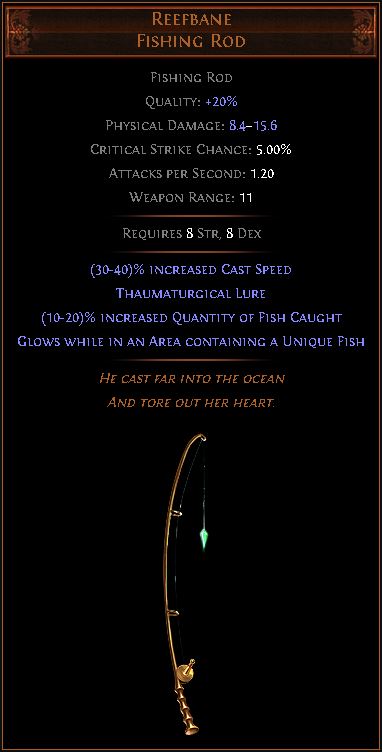 Reefbane
Fishing Rod
Fishing Rod
Quality: +20%
Physical Damage: 8.4–15.6
Critical Strike Chance: 5.00%
Attacks per Second: 1.20
Weapon Range: 11
Requires 8 Str, 8 Dex
(30-40)% increased Cast Speed
Thaumaturgical Lure
(10-20)% increased Quantity of Fish Caught
Glows while in an Area containing a Unique Fish
He cast far into the ocean
And tore out her heart.